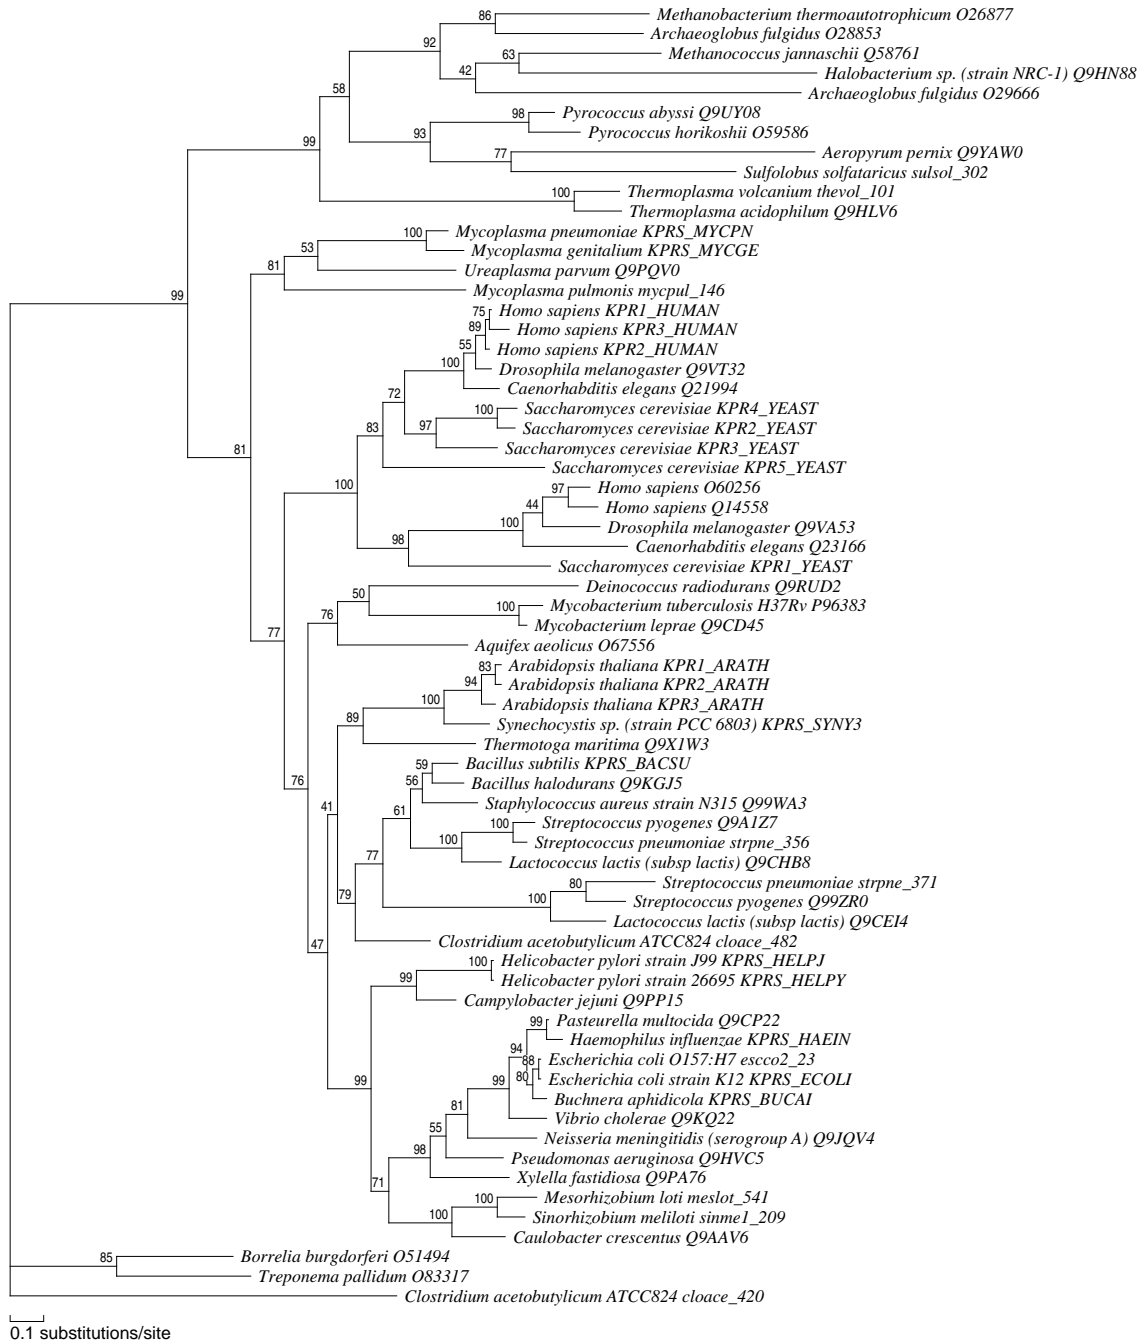 86
Methanobacterium thermoautotrophicum O26877
Archaeoglobus fulgidus O28853
92
63
Methanococcus jannaschii Q58761
42
Halobacterium sp. (strain NRC-1) Q9HN88
58
Archaeoglobus fulgidus O29666
98
Pyrococcus abyssi Q9UY08
93
Pyrococcus horikoshii O59586
99
77
Aeropyrum pernix Q9YAW0
Sulfolobus solfataricus sulsol_302
100
Thermoplasma volcanium thevol_101
Thermoplasma acidophilum Q9HLV6
100
Mycoplasma pneumoniae KPRS_MYCPN
53
Mycoplasma genitalium KPRS_MYCGE
81
Ureaplasma parvum Q9PQV0
99
Mycoplasma pulmonis mycpul_146
75
Homo sapiens KPR1_HUMAN
89
Homo sapiens KPR3_HUMAN
55
Homo sapiens KPR2_HUMAN
100
Drosophila melanogaster Q9VT32
72
Caenorhabditis elegans Q21994
100
Saccharomyces cerevisiae KPR4_YEAST
83
97
Saccharomyces cerevisiae KPR2_YEAST
81
Saccharomyces cerevisiae KPR3_YEAST
Saccharomyces cerevisiae KPR5_YEAST
100
97
Homo sapiens O60256
44
Homo sapiens Q14558
100
Drosophila melanogaster Q9VA53
98
Caenorhabditis elegans Q23166
Saccharomyces cerevisiae KPR1_YEAST
50
Deinococcus radiodurans Q9RUD2
76
100
Mycobacterium tuberculosis H37Rv P96383
77
Mycobacterium leprae Q9CD45
Aquifex aeolicus O67556
83
Arabidopsis thaliana KPR1_ARATH
94
Arabidopsis thaliana KPR2_ARATH
100
Arabidopsis thaliana KPR3_ARATH
89
Synechocystis sp. (strain PCC 6803) KPRS_SYNY3
Thermotoga maritima Q9X1W3
59
Bacillus subtilis KPRS_BACSU
76
56
Bacillus halodurans Q9KGJ5
41
61
Staphylococcus aureus strain N315 Q99WA3
100
Streptococcus pyogenes Q9A1Z7
100
Streptococcus pneumoniae strpne_356
77
Lactococcus lactis (subsp lactis) Q9CHB8
80
Streptococcus pneumoniae strpne_371
79
100
Streptococcus pyogenes Q99ZR0
Lactococcus lactis (subsp lactis) Q9CEI4
47
Clostridium acetobutylicum ATCC824 cloace_482
100
Helicobacter pylori strain J99 KPRS_HELPJ
99
Helicobacter pylori strain 26695 KPRS_HELPY
Campylobacter jejuni Q9PP15
99
Pasteurella multocida Q9CP22
94
Haemophilus influenzae KPRS_HAEIN
88
Escherichia coli O157:H7 escco2_23
99
99
80
Escherichia coli strain K12 KPRS_ECOLI
81
Buchnera aphidicola KPRS_BUCAI
Vibrio cholerae Q9KQ22
55
Neisseria meningitidis (serogroup A) Q9JQV4
98
Pseudomonas aeruginosa Q9HVC5
71
Xylella fastidiosa Q9PA76
100
Mesorhizobium loti meslot_541
100
Sinorhizobium meliloti sinme1_209
Caulobacter crescentus Q9AAV6
85
Borrelia burgdorferi O51494
Treponema pallidum O83317
Clostridium acetobutylicum ATCC824 cloace_420
0.1 substitutions/site